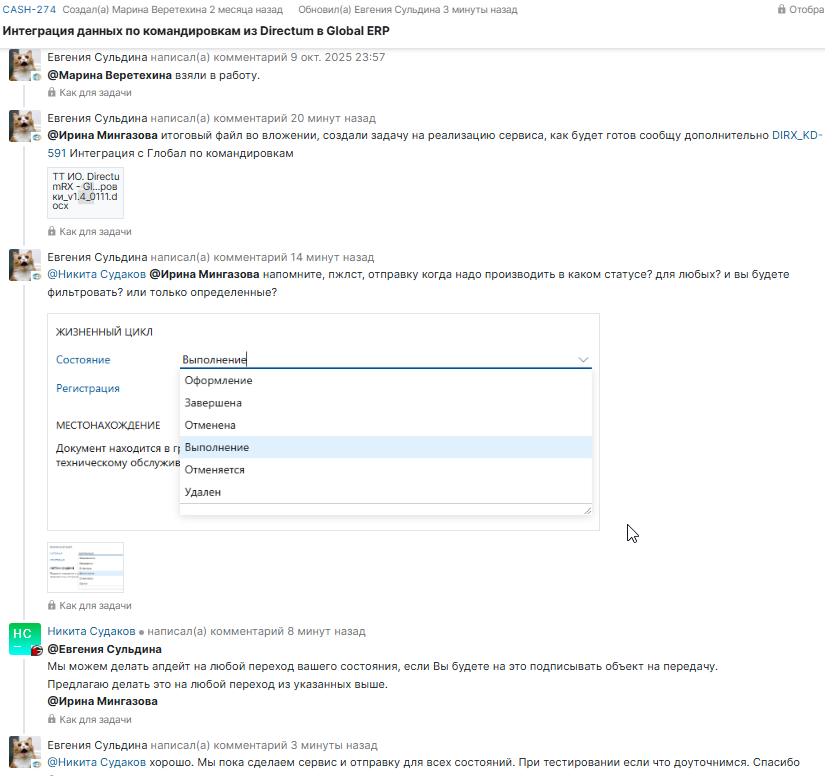 CASH-274 Создал(а) Марина Веретехина 2 месяца назад Обновил(а) Евгения Сульдина 3 минуты назад Отобра
Интеграция данных по командировкам из Directum в Global ERP
Евгения Сульдина написал(а) комментарий 9 окт. 2025 23:57
@Марина Веретехина взяли в работу.
Как для задачи
Евгения Сульдина написал(а) комментарий 20 минут назад
@Ирина Мингазова итоговый файл во вложении, создали задачу на реализацию сервиса, как будет готов сообщу дополнительно DIRX_KD-
591 Интеграция с Глобал по командировкам
ТТ ИО. Directu
mRX - Gl...ров
ки_v1.4_0111.d
ocx
Как для задачи
Евгения Сульдина написал(а) комментарий 14 минут назад
@Никита Судаков @Ирина Мингазова напомните, пжлст, отправку когда надо производить в каком статусе? для любых? и вы будете
фильтровать? или только определенные?
ЖИЗНЕННЫЙ ЦИКЛ
Состояние Выполнение
Оформление
Регистрация
Завершена
МЕСТОНАХОЖДЕНИЕ Отменена
Документ находится в гр Выполнение
техническому обслужив Отменяется
Удален
Как для задачи
НС
Никита Судаков написал(а) комментарий 8 минут назад
@Евгения Сульдина
Мы можем делать апдейт на любой переход вашего состояния, если Вы будете на это подписывать объект на передачу.
Предлагаю делать это на любой переход из указанных выше.
@Ирина Мингазова
Как для задачи
Евгения Сульдина написал(а) комментарий 3 минуты назад
@Никита Судаков хорошо. Мы пока сделаем сервис и отправку для всех состояний. При тестировании если что доуточнимся. Спасибо